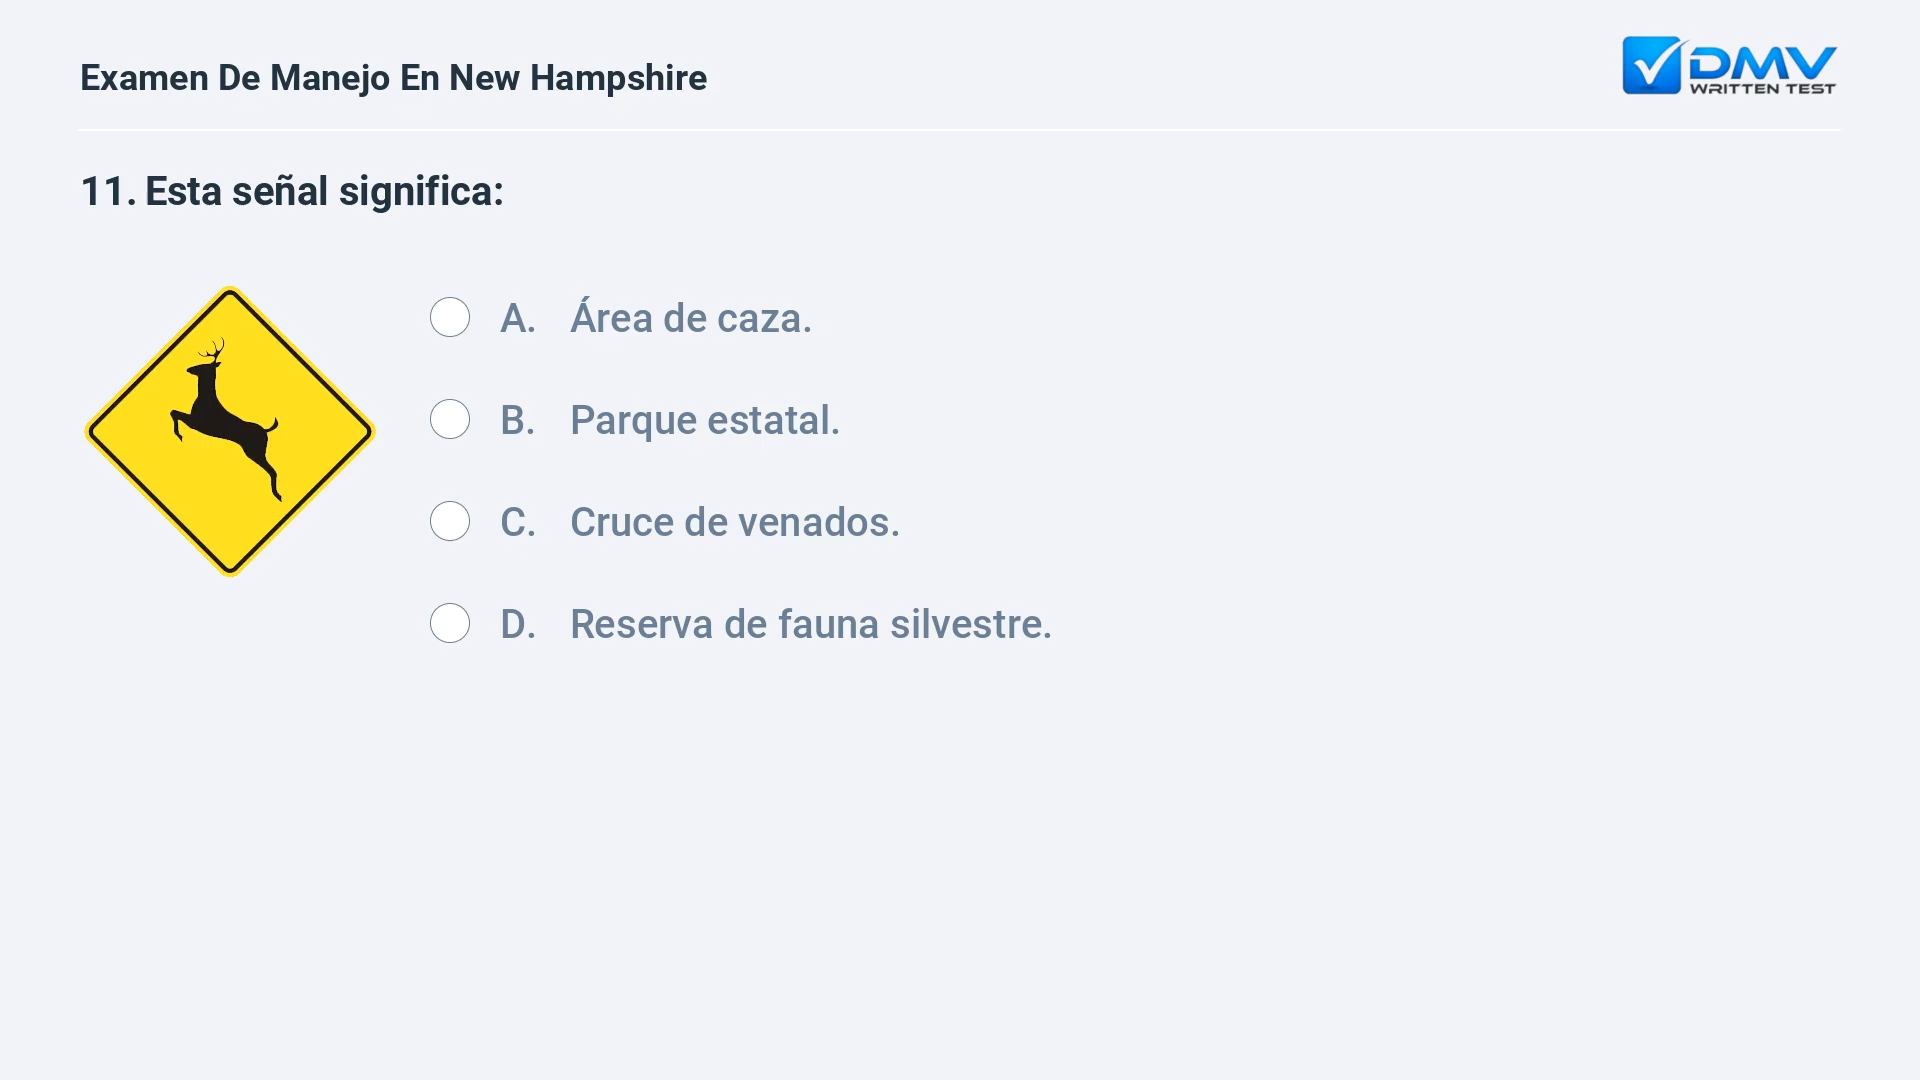 Examen De Manejo En New Hampshire
DMV
WRITTEN TEST
11. Esta señal significa:
A. Área de caza.
B. Parque estatal.
C. Cruce de venados.
D. Reserva de fauna silvestre.